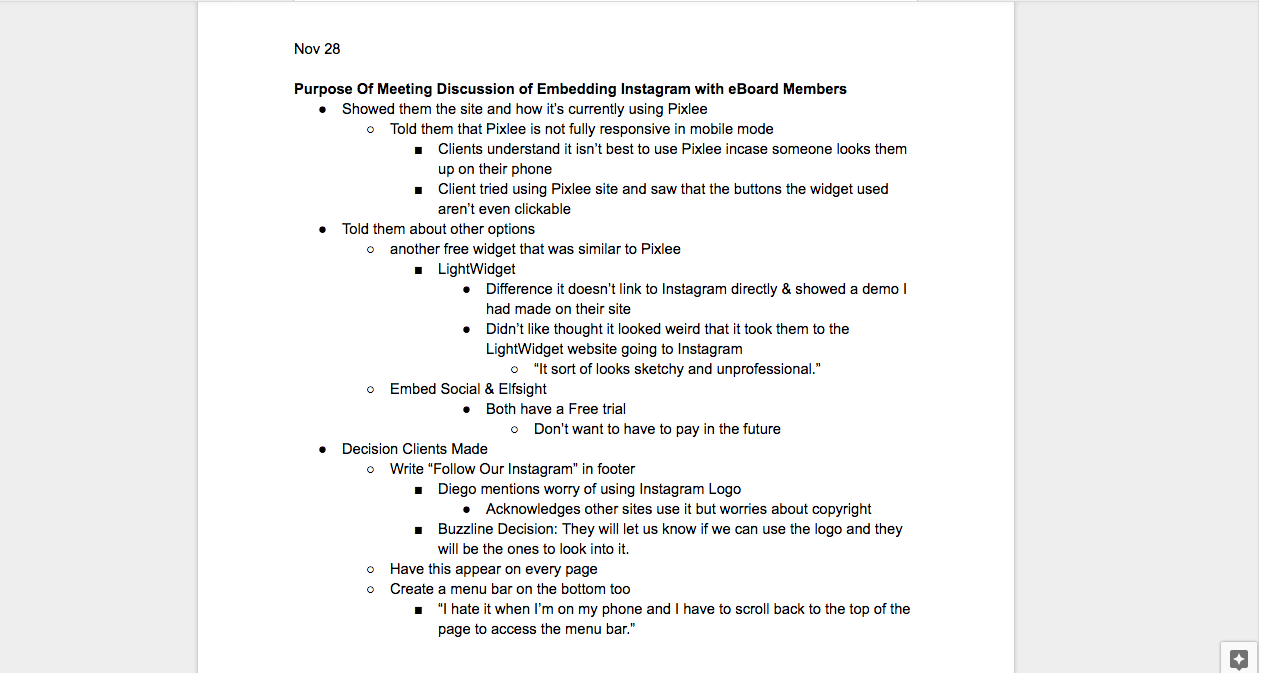 Nov 28
Purpose Of Meeting Discussion of Embedding Instagram with eBoard Members
● Showed them the site and how it's currently using Pixlee
○ Told them that Pixlee is not fully responsive in mobile mode
■ Clients understand it isn't best to use Pixlee incase someone looks them
up on their phone
■ Client tried using Pixlee site and saw that the buttons the widget used
aren't even clickable
● Told them about other options
○ another free widget that was similar to Pixlee
■ LightWidget
● Difference it doesn't link to Instagram directly & showed a demo I
had made on their site
● Didn't like thought it looked weird that it took them to the
LightWidget website going to Instagram
○ “It sort of looks sketchy and unprofessional.”
○ Embed Social & Elfsight
● Both have a Free trial
○ Don't want to have to pay in the future
● Decision Clients Made
○ Write “Follow Our Instagram” in footer
■ Diego mentions worry of using Instagram Logo
● Acknowledges other sites use it but worries about copyright
■ Buzzline Decision: They will let us know if we can use the logo and they
will be the ones to look into it.
○ Have this appear on every page
○ Create a menu bar on the bottom too
■ “I hate it when I'm on my phone and I have to scroll back to the top of the
page to access the menu bar.”